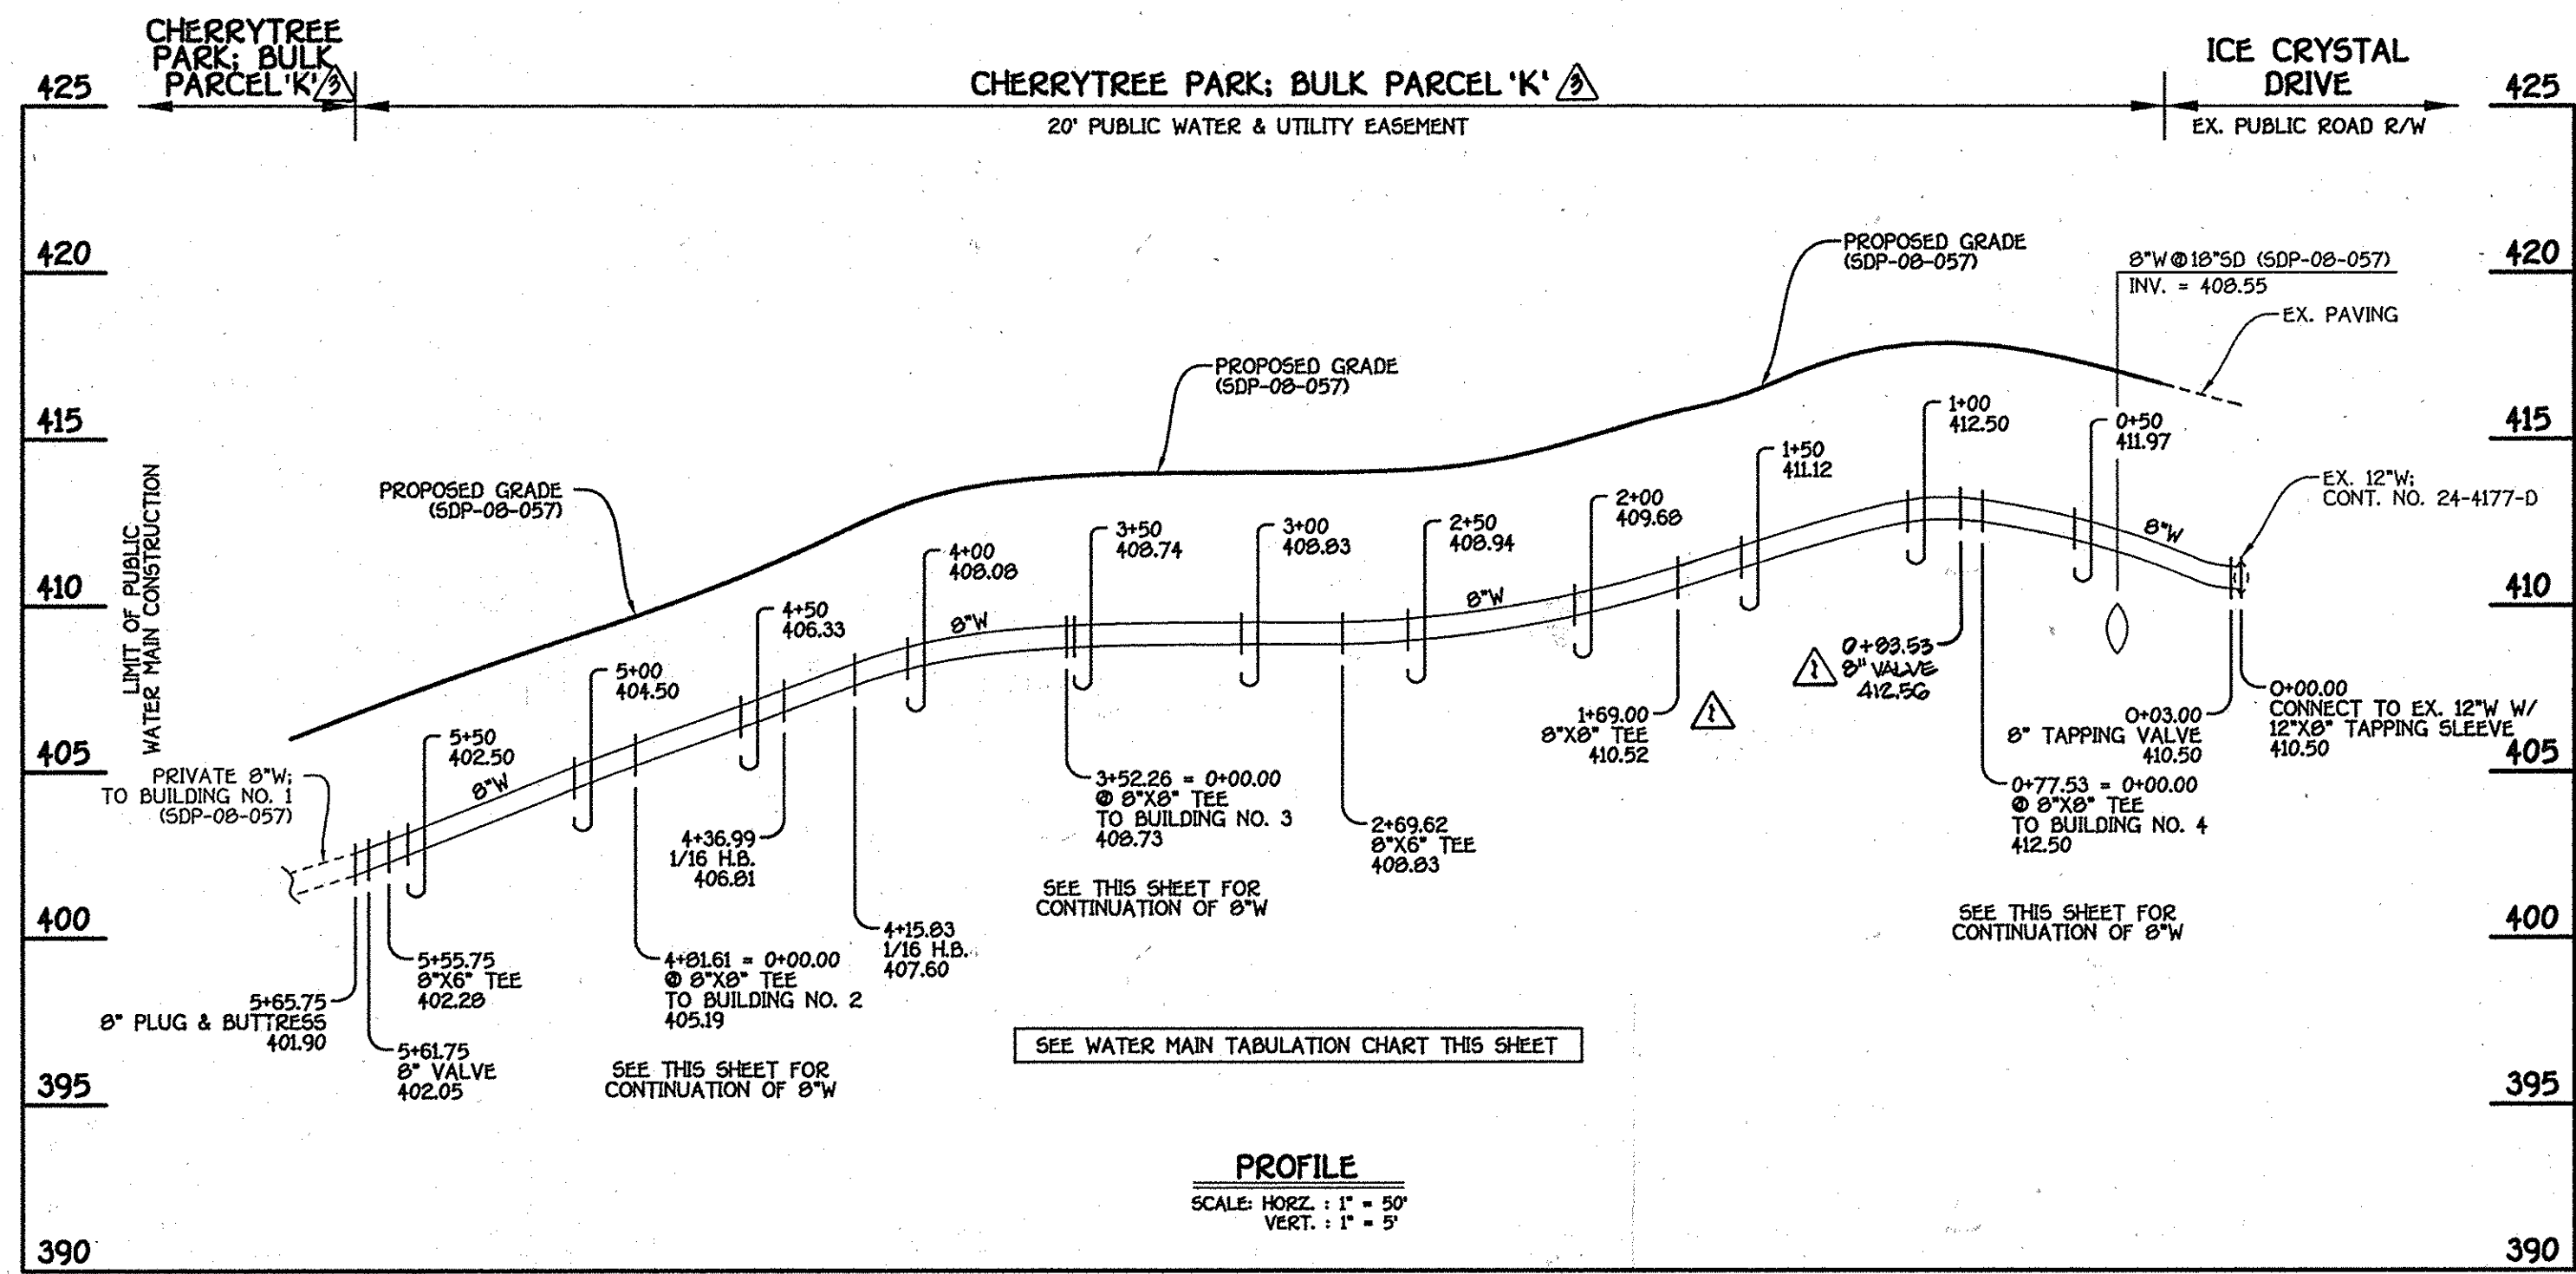 CHERRYTREE
PARK; BULK
PARCEL 'K' 3
CHERRYTREE PARK; BULK PARCEL 'K' 3
ICE CRYSTAL
DRIVE
425
425
20' PUBLIC WATER & UTILITY EASEMENT
EX. PUBLIC ROAD R/W
420
420
PROPOSED GRADE
(SDP-08-057)
8"W @ 18"SD (SDP-08-057)
INV. = 408.55
EX. PAVING
PROPOSED GRADE
(SDP-08-057)
415
415
1+00
412.50
0+50
411.97
1+50
411.12
EX. 12"W;
CONT. NO. 24-4177-D
PROPOSED GRADE
(SDP-08-057)
LIMIT OF PUBLIC
WATER MAIN CONSTRUCTION
2+00
409.68
2+50
408.94
3+00
408.83
3+50
408.74
4+00
408.08
8"W
8"W
8"W
410
410
4+50
406.33
5+00
404.50
5+50
402.50
8"W
0+83.53
8" VALVE
412.56
1
1+69.00
8"X8" TEE
410.52
1
0+03.00
8" TAPPING VALVE
410.50
0+00.00
CONNECT TO EX. 12"W W/
12"X8" TAPPING SLEEVE
410.50
405
405
PRIVATE 8"W;
TO BUILDING NO. 1
(SDP-08-057)
3+52.26 = 0+00.00
@ 8"X8" TEE
TO BUILDING NO. 3
408.73
2+69.62
8"X6" TEE
408.83
0+77.53 = 0+00.00
@ 8"X8" TEE
TO BUILDING NO. 4
412.50
4+36.99
1/16 H.B.
406.81
SEE THIS SHEET FOR
CONTINUATION OF 8"W
SEE THIS SHEET FOR
CONTINUATION OF 8"W
400
400
4+15.83
1/16 H.B.
407.60
5+55.75
8"X6" TEE
402.28
4+81.61 = 0+00.00
@ 8"X8" TEE
TO BUILDING NO. 2
405.19
5+65.75
8" PLUG & BUTTRESS
401.90
5+61.75
8" VALVE
402.05
SEE THIS SHEET FOR
CONTINUATION OF 8"W
SEE WATER MAIN TABULATION CHART THIS SHEET
395
395
PROFILE
SCALE: HORZ. : 1" = 50'
VERT. : 1" = 5'
390
390